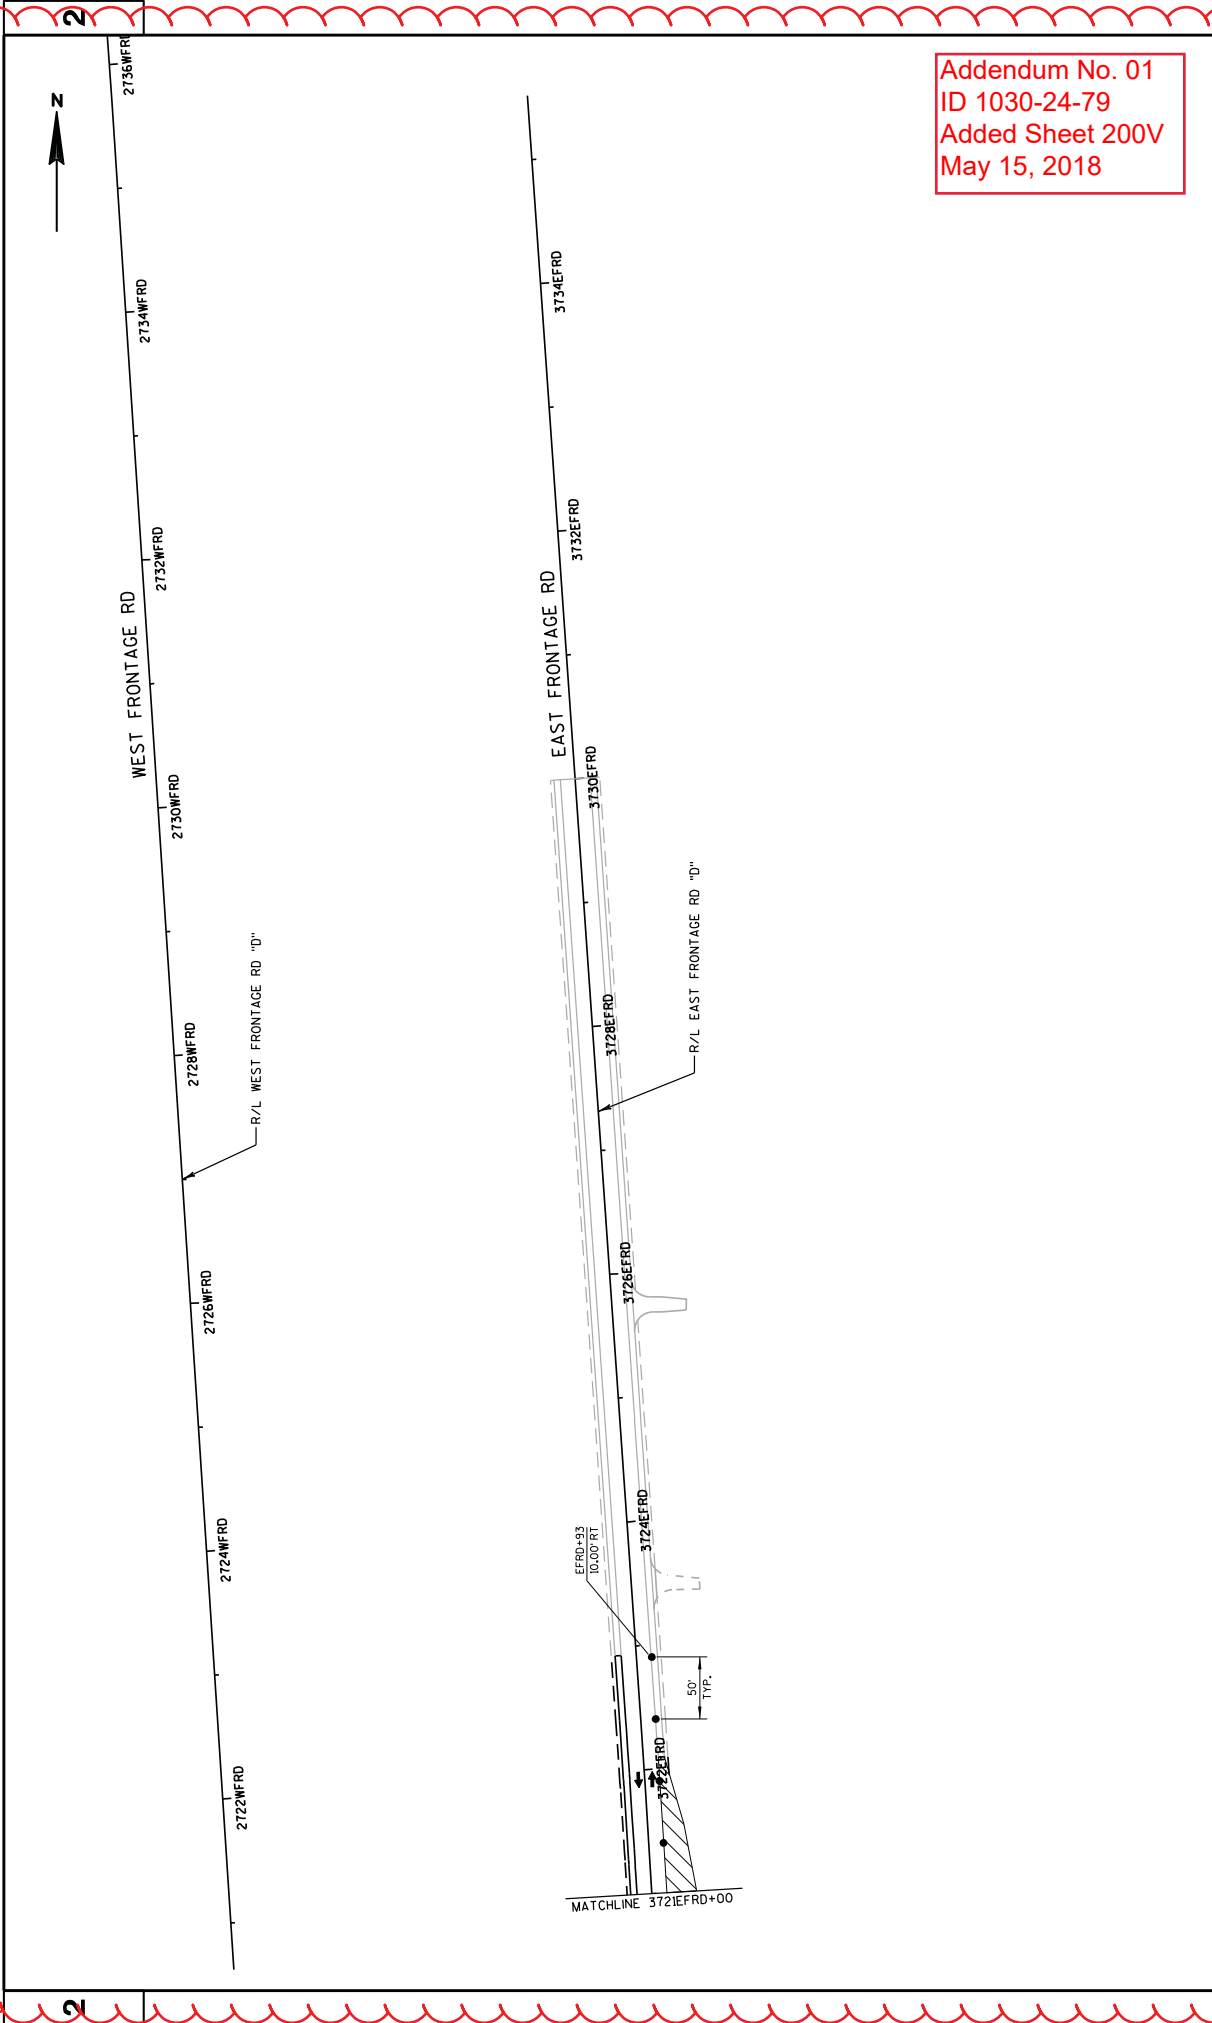 2
Addendum No. 01
ID 1030-24-79
Added Sheet 200V
May 15, 2018
N
2736WFRD
2734WFRD
2732WFRD
WEST FRONTAGE RD
2730WFRD
2728WFRD
R/L WEST FRONTAGE RD "D"
2726WFRD
2724WFRD
2722WFRD
3734EFRD
3732EFRD
EAST FRONTAGE RD
3730EFRD
3728EFRD
R/L EAST FRONTAGE RD "D"
3726EFRD
3724EFRD
EFRD+93
10.00' RT
50'
TYP.
3722EFRD
MATCHLINE 3721EFRD+00
2